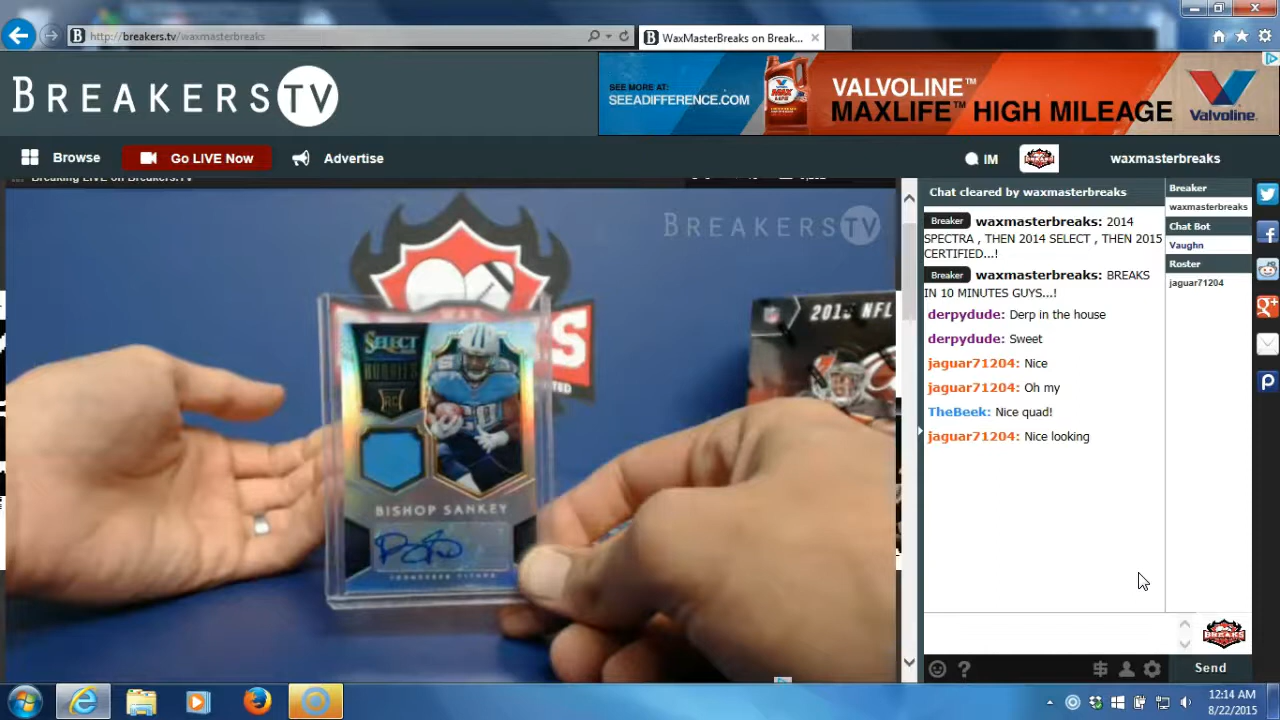 http://breakers.tv/waxmasterbreaks
WaxMasterBreaks on Break...
BREAKERS TV
SEE MORE AT:
SEEADIFFERENCE.COM
VALVOLINE™
MAXLIFE™ HIGH MILEAGE
Valvoline.
Browse
Go LIVE Now
Advertise
IM
waxmasterbreaks
Breaking LIVE on Breakers.TV
BREAKERS TV
SELECT
ROOKIES
RC
BISHOP SANKEY
TENNESSEE TITANS
NFL
Chat cleared by waxmasterbreaks
Breaker waxmasterbreaks: 2014
SPECTRA , THEN 2014 SELECT , THEN 2015
CERTIFIED...!
Breaker waxmasterbreaks: BREAKS
IN 10 MINUTES GUYS...!
derpydude: Derp in the house
derpydude: Sweet
jaguar71204: Nice
jaguar71204: Oh my
TheBeek: Nice quad!
jaguar71204: Nice looking
Breaker
waxmasterbreaks
Chat Bot
Vaughn
Roster
jaguar71204
BREAKS
Send
12:14 AM
8/22/2015